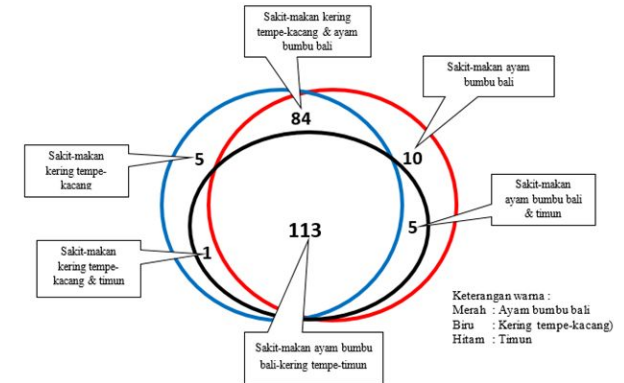 Sakit-makan kering
tempe-kacang & ayam
bumbu bali
Sakit-makan ayam
bumbu bali
84
5
10
Sakit-makan
kering tempe-
kacang
Sakit-makan
ayam bumbu bali
& timun
5
113
1
Sakit-makan
kering tempe-
kacang & timun
Sakit-makan ayam bumbu
bali-kering tempe-timun
Keterangan warna :
Merah : Ayam bumbu bali
Biru : Kering tempe-kacang)
Hitam : Timun